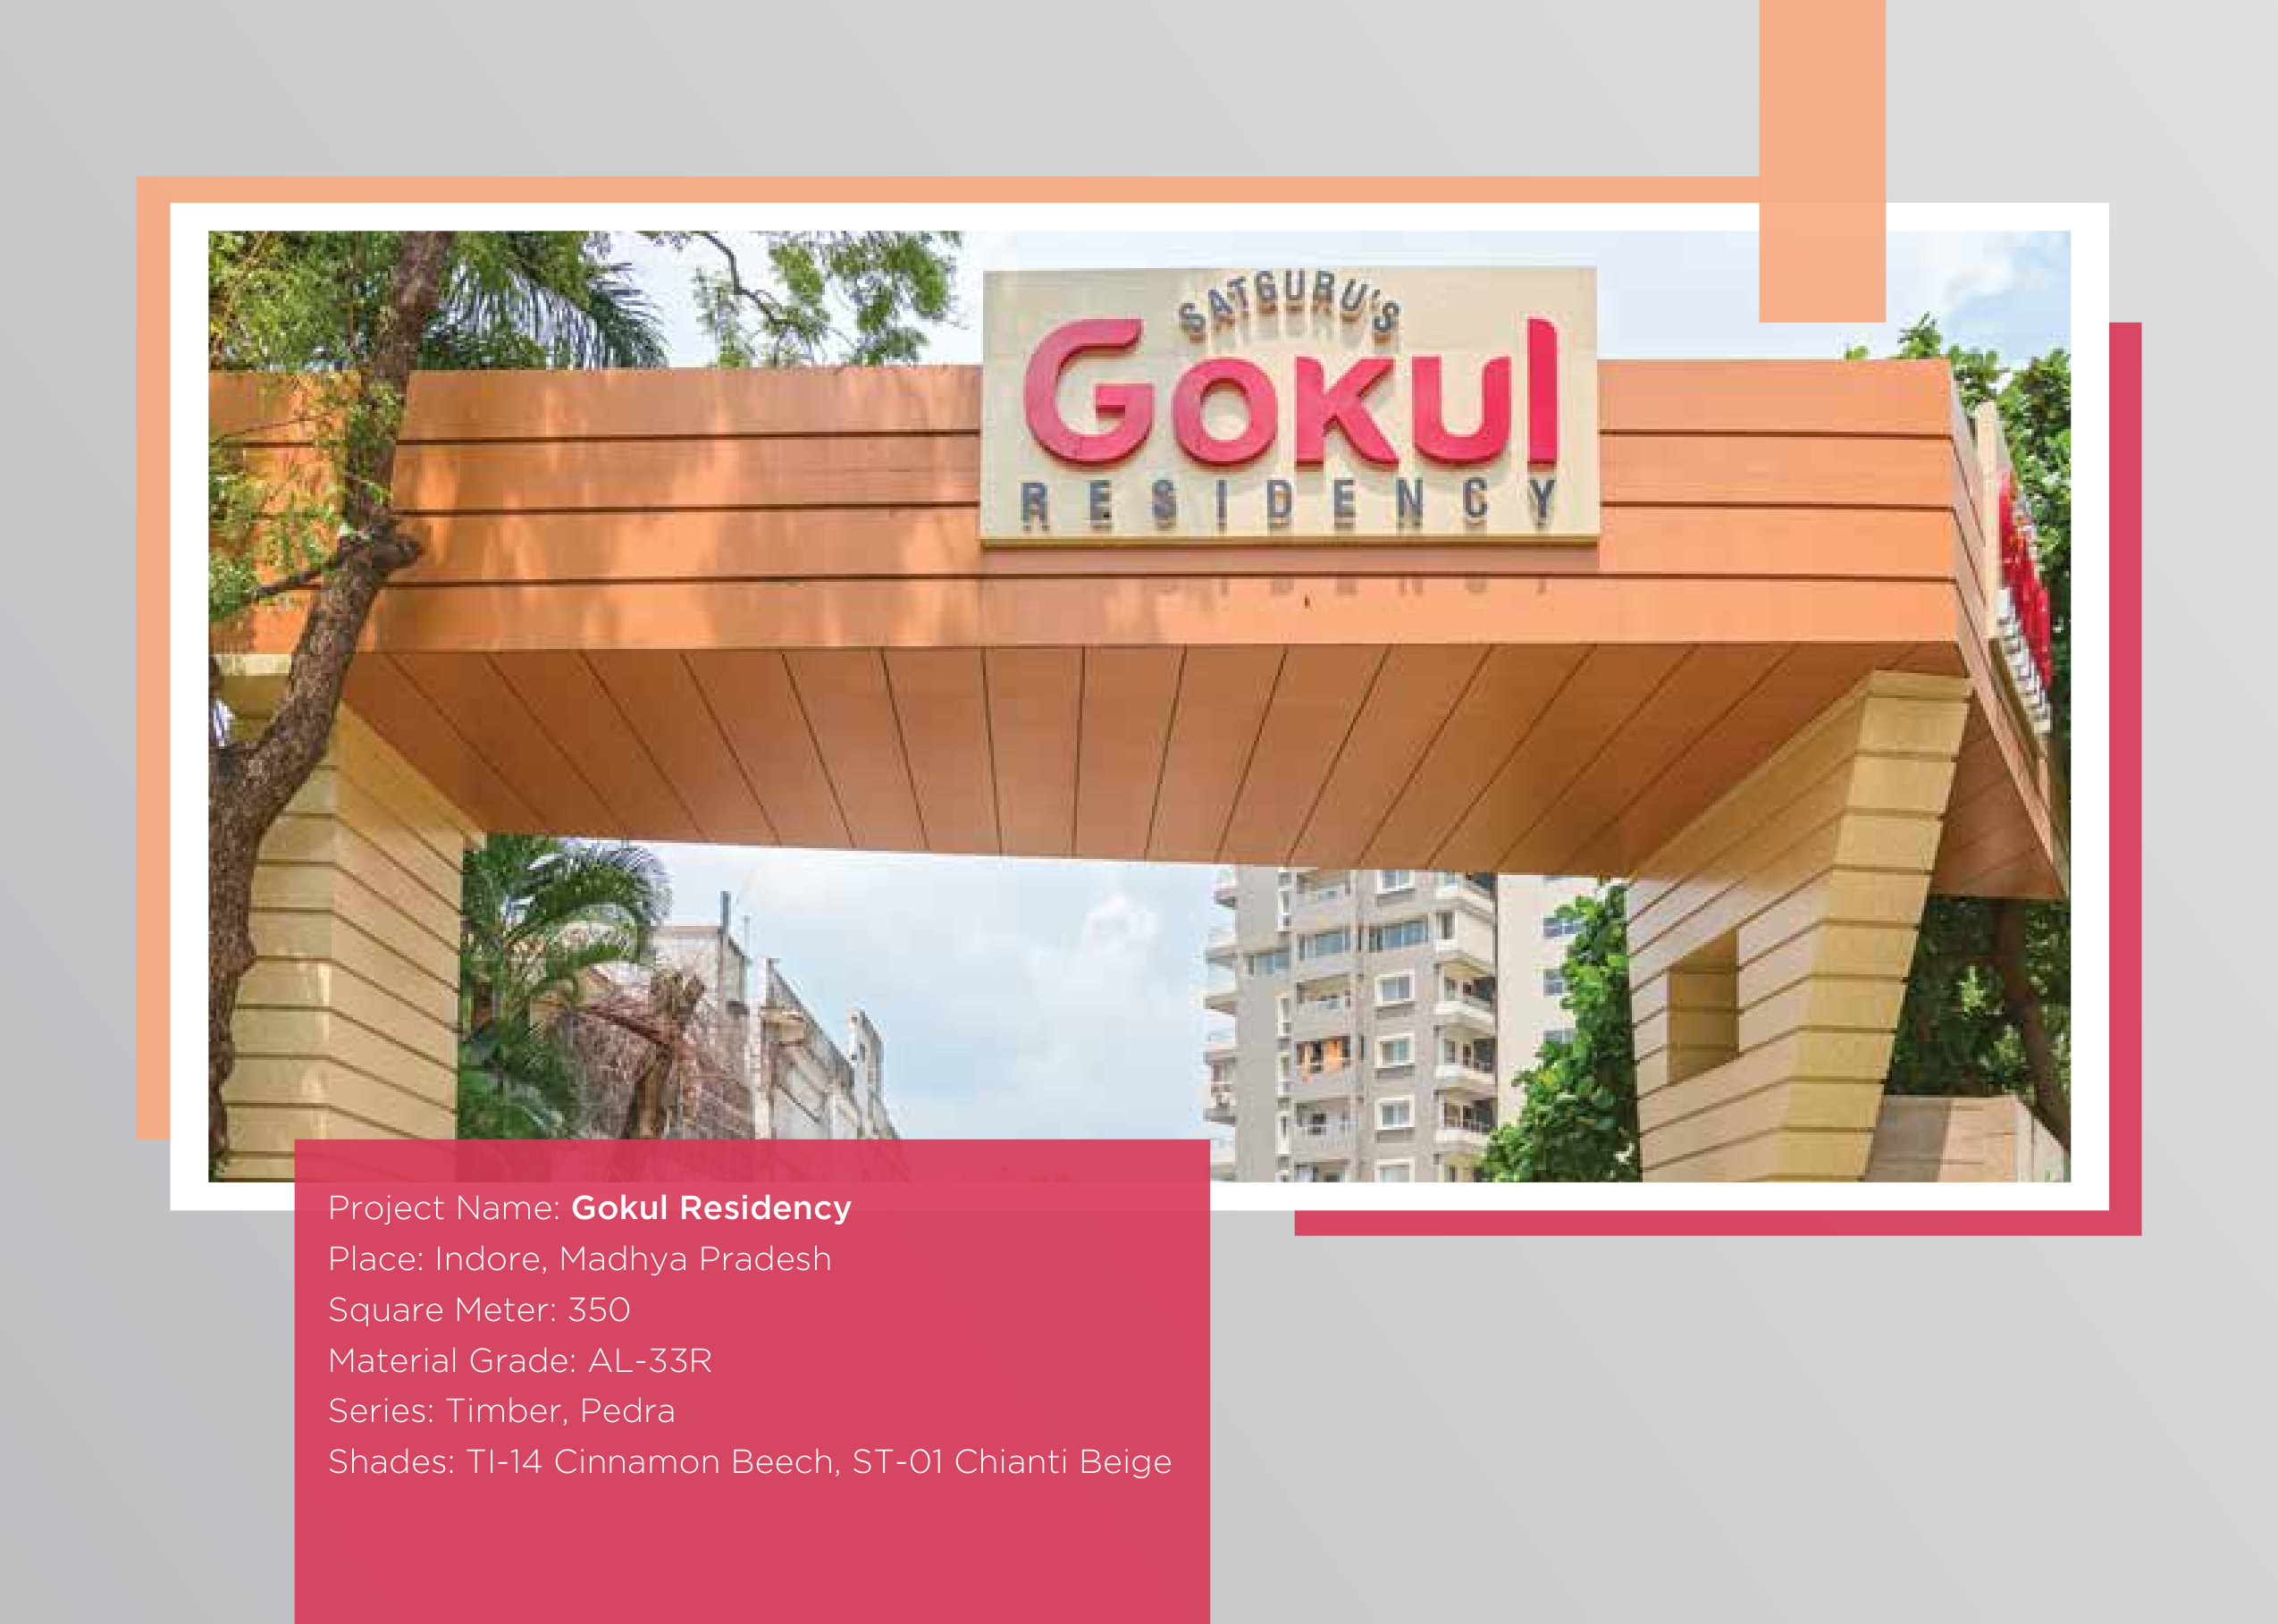 SATGURU'S
GOKUL
RESIDENCY
Project Name: Gokul Residency
Place: Indore, Madhya Pradesh
Square Meter: 350
Material Grade: AL-33R
Series: Timber, Pedra
Shades: TI-14 Cinnamon Beech, ST-01 Chianti Beige